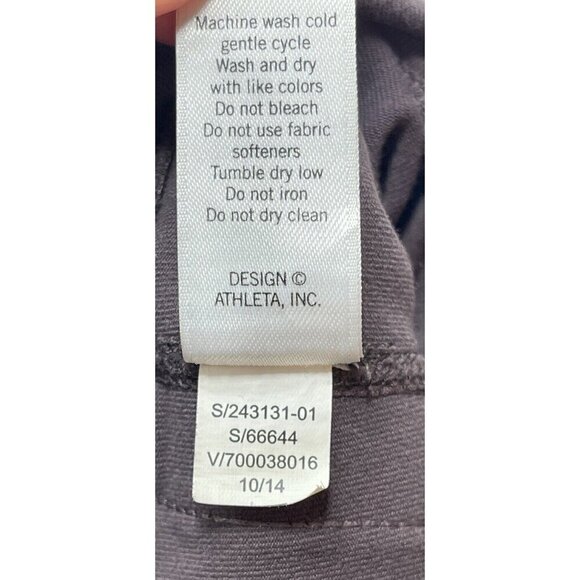 Machine wash cold
gentle cycle
Wash and dry
with like colors
Do not bleach
Do not use fabric
softeners
Tumble dry low
Do not iron
Do not dry clean
DESIGN ©
ATHLETA, INC.
S/243131-01
S/66644
V/700038016
10/14